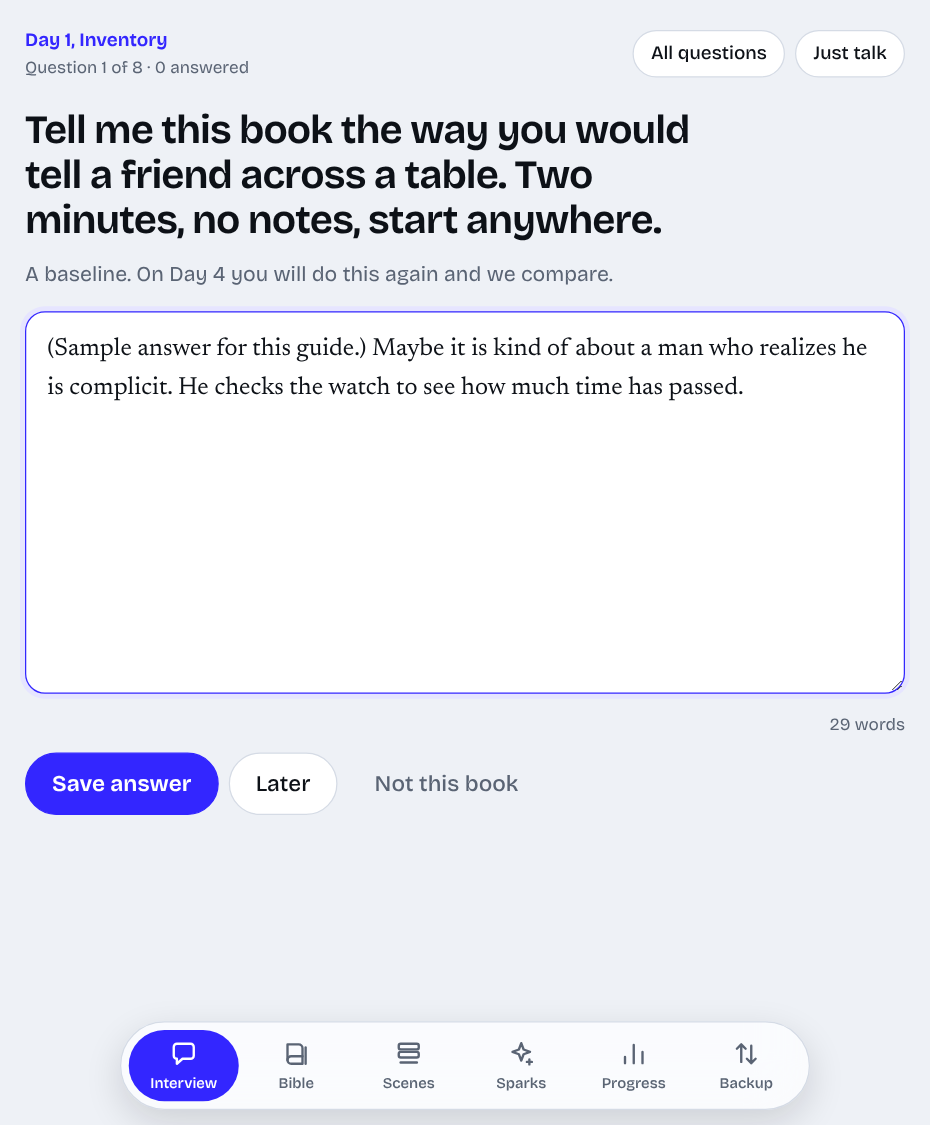 Day 1, Inventory
Question 1 of 8 · 0 answered
All questions
Just talk
Tell me this book the way you would
tell a friend across a table. Two
minutes, no notes, start anywhere.
A baseline. On Day 4 you will do this again and we compare.
(Sample answer for this guide.) Maybe it is kind of about a man who realizes he
is complicit. He checks the watch to see how much time has passed.
29 words
Save answer
Later
Not this book
Interview
Bible
Scenes
Sparks
Progress
Backup